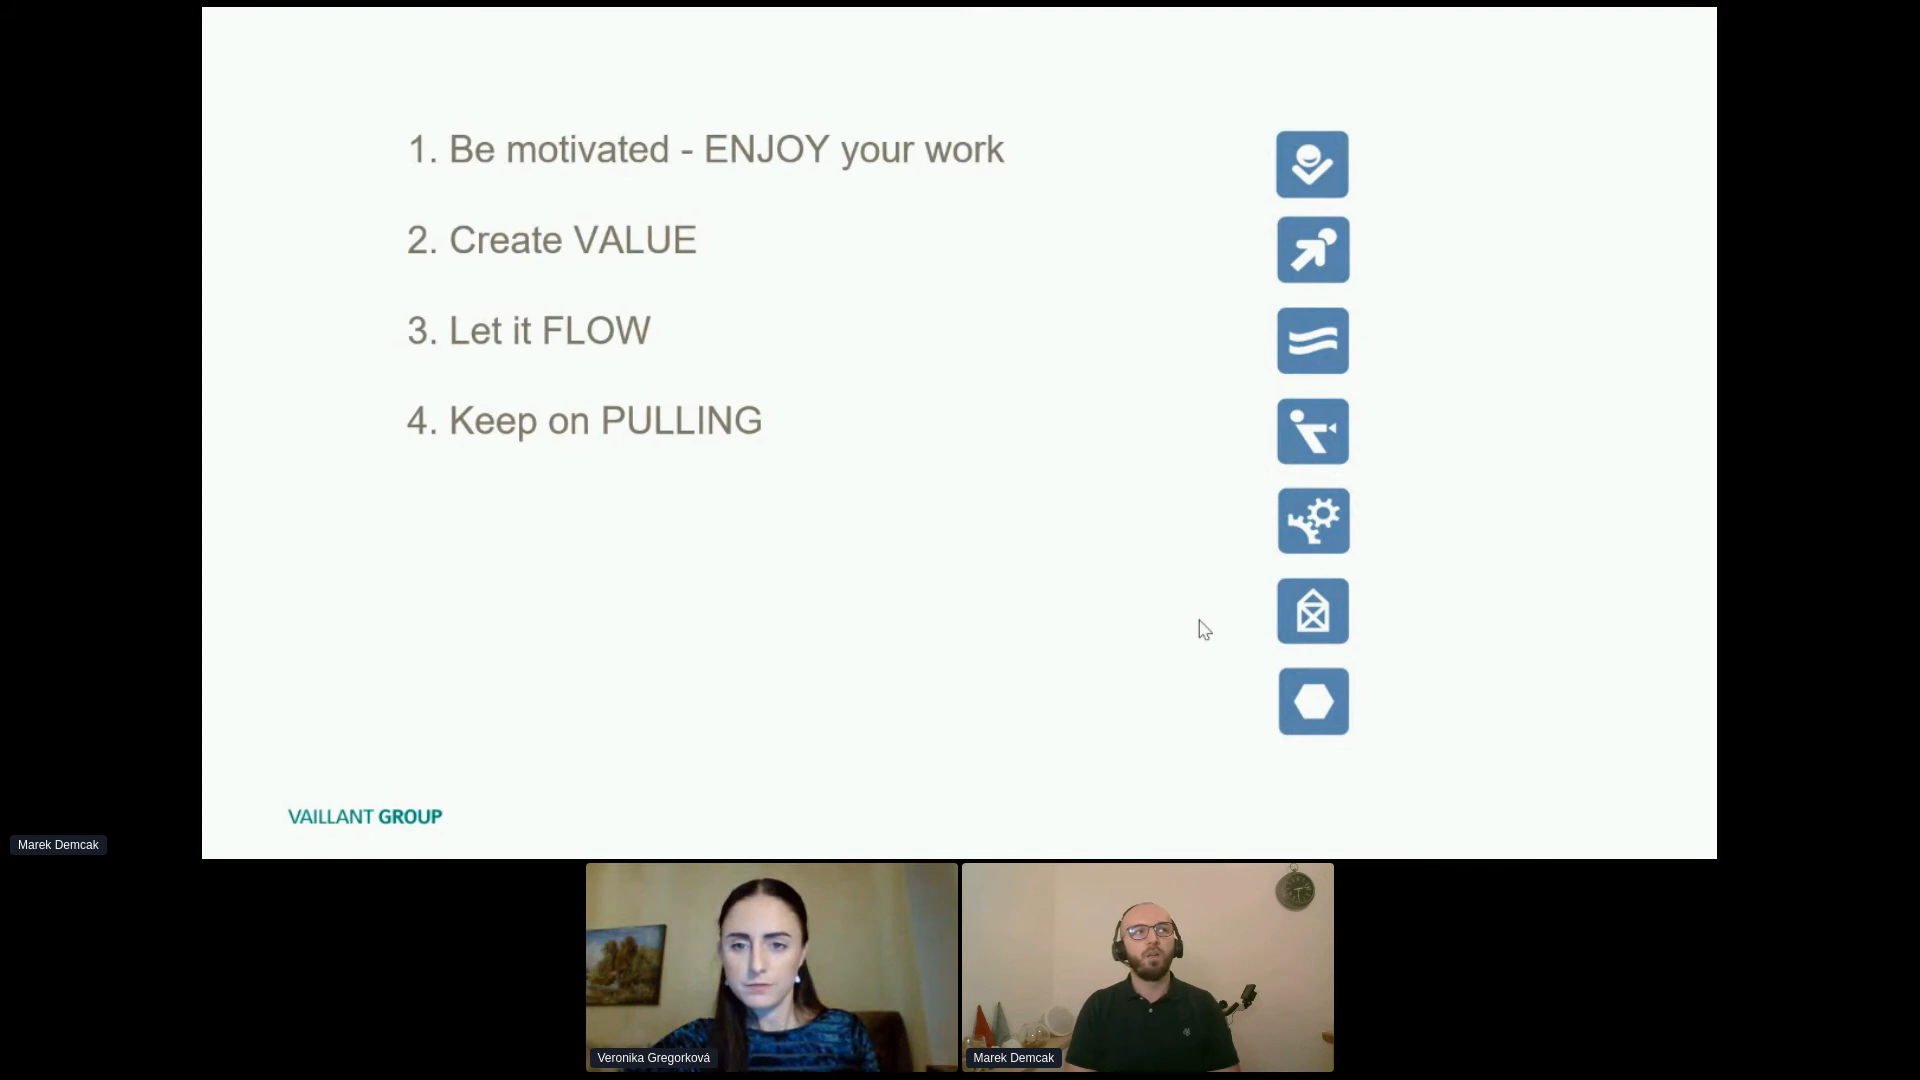 1. Be motivated - ENJOY your work
2. Create VALUE
3. Let it FLOW
4. Keep on PULLING
VAILLANT GROUP
Marek Demcak
Veronika Gregorková
Marek Demcak